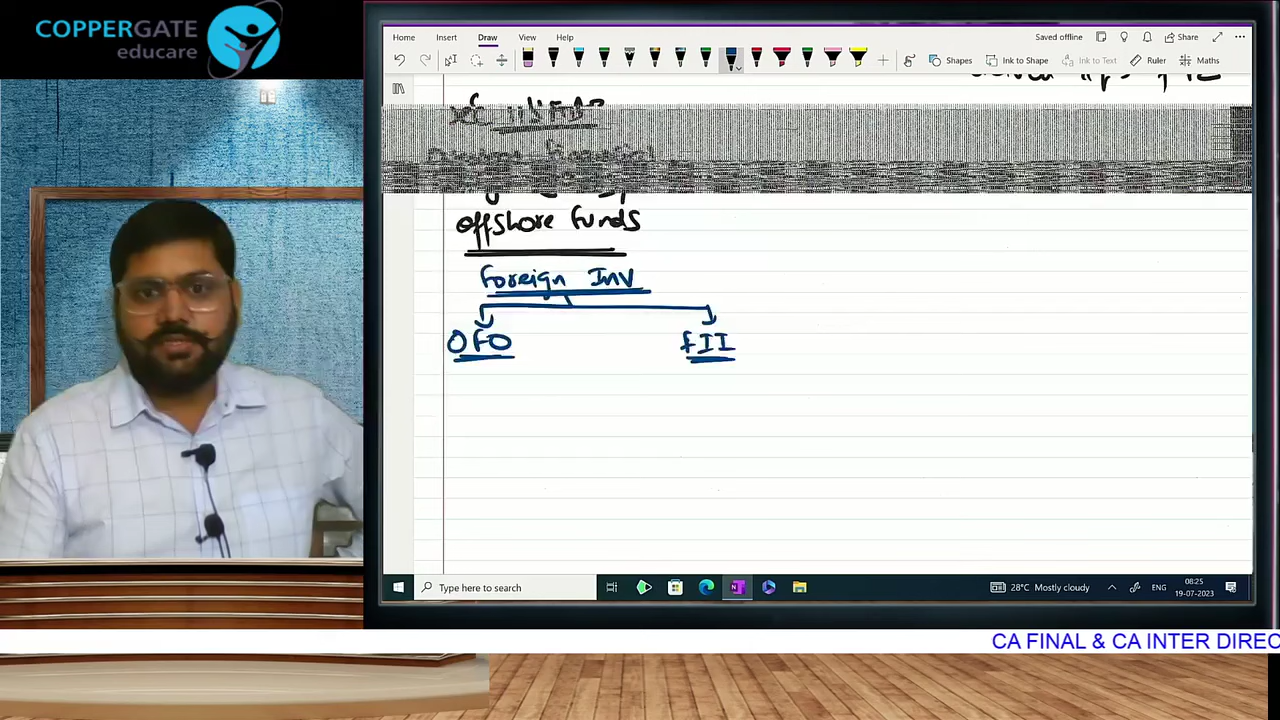 COPPERGATE
educare
Home Insert Draw View Help
Saved offline
Share
Shapes
Ink to Shape
Ink to Text
Ruler
Maths
offshore funds
foreign Inv
OFO
fII
Type here to search
28°C Mostly cloudy
ENG
08:25
19-07-2023
CA FINAL & CA INTER DIREC